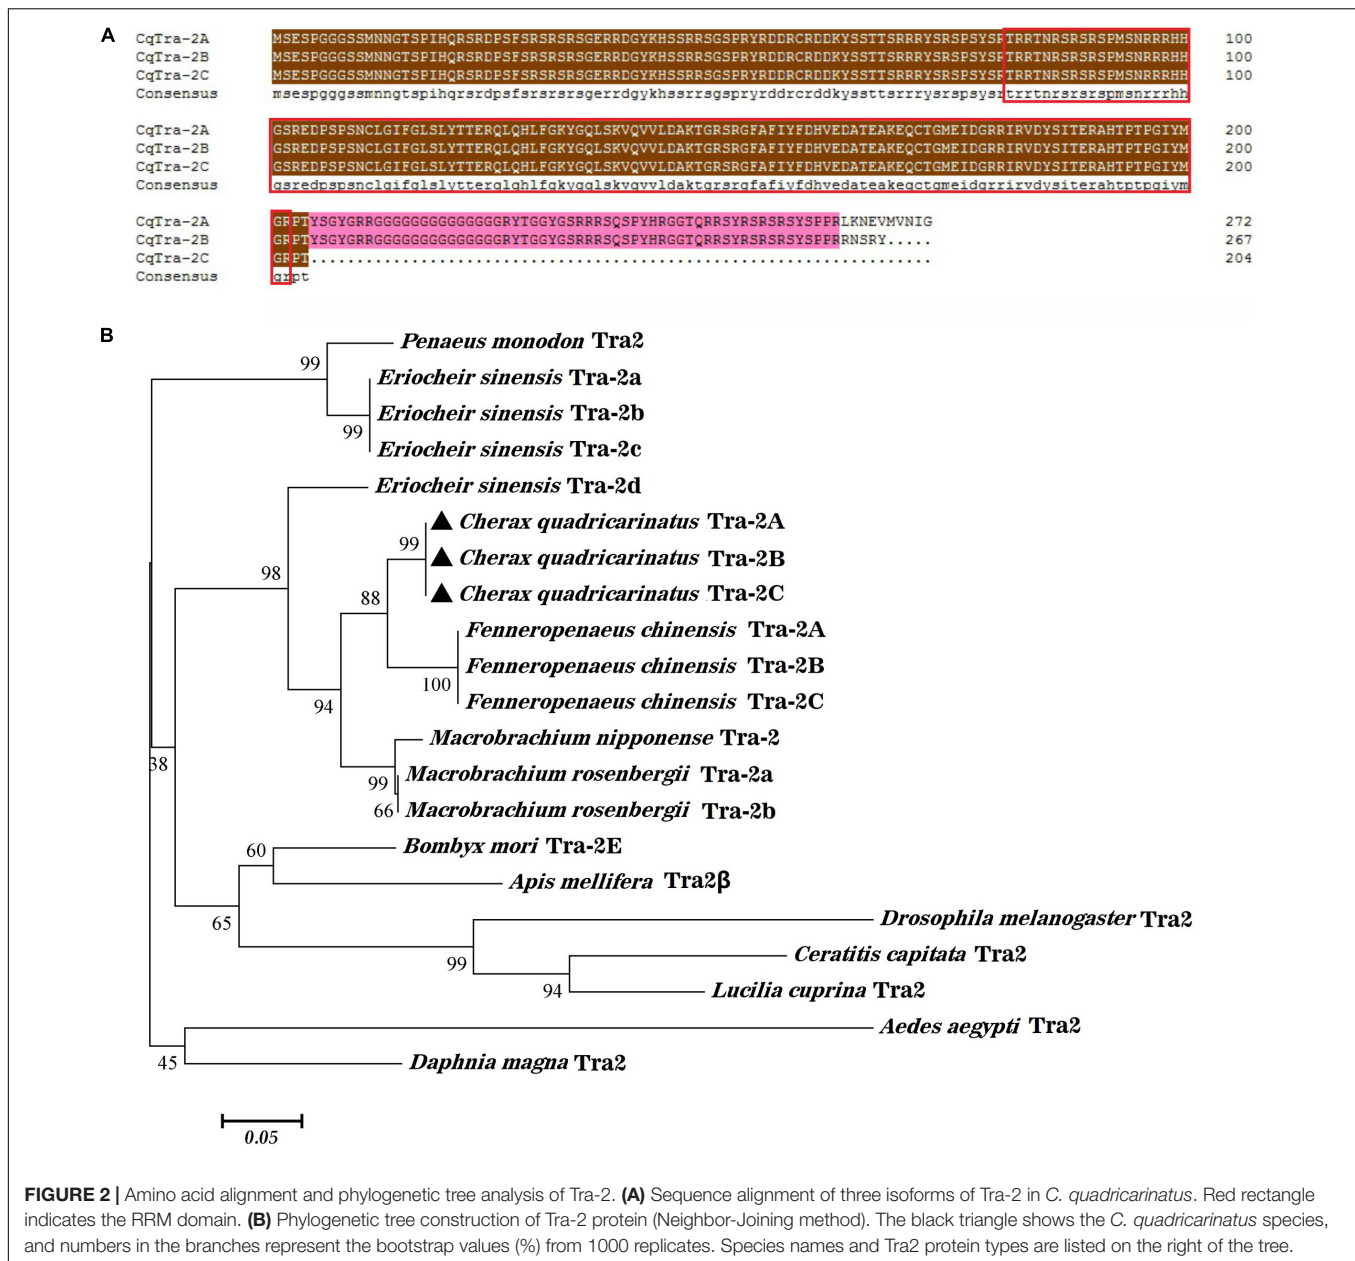 A
CqTra-2A MSESPGGGSSMNNGTSPIHQRSRDPSFSRSRSRSGERRDGYKHSSRRSGSPRYRDDRCRDDKYSSTTSRRRYSRSPSYSRTRRTNRSRSRSPMSNRRRHH 100
CqTra-2B MSESPGGGSSMNNGTSPIHQRSRDPSFSRSRSRSGERRDGYKHSSRRSGSPRYRDDRCRDDKYSSTTSRRRYSRSPSYSRTRRTNRSRSRSPMSNRRRHH 100
CqTra-2C MSESPGGGSSMNNGTSPIHQRSRDPSFSRSRSRSGERRDGYKHSSRRSGSPRYRDDRCRDDKYSSTTSRRRYSRSPSYSRTRRTNRSRSRSPMSNRRRHH 100
Consensus msespgggssmnngtspihqrsrdpsfsrsrsrsgerrdgykhssrrsgspryrddrcrddkyssttsrrrysrspsysrtrrtnrsrsrspmsnrrrhh
CqTra-2A GSREDPSPSNCLGIFGLSLYTTERQLQHLFGKYGQLSKVQVVLDAKTGRSRGFAFIYFDHVEDATEAKEQCTGMEIDGRRIRVDYSITERAHTPTPGIYM 200
CqTra-2B GSREDPSPSNCLGIFGLSLYTTERQLQHLFGKYGQLSKVQVVLDAKTGRSRGFAFIYFDHVEDATEAKEQCTGMEIDGRRIRVDYSITERAHTPTPGIYM 200
CqTra-2C GSREDPSPSNCLGIFGLSLYTTERQLQHLFGKYGQLSKVQVVLDAKTGRSRGFAFIYFDHVEDATEAKEQCTGMEIDGRRIRVDYSITERAHTPTPGIYM 200
Consensus gsredpspsnclgifglslytterqlqhlfgkygqlskvqvvldaktgrsrgfafiyfdhvedateakeqctgmeidgrrirvdysiterahtptpgiym
CqTra-2A GRPTYSGYGRRGGGGGGGGGGGGGGRYTGGYGSRRRSQSPYHRGGTQRRSYRSRSRSYSPPRLKNEVMVNIG 272
CqTra-2B GRPTYSGYGRRGGGGGGGGGGGGGGRYTGGYGSRRRSQSPYHRGGTQRRSYRSRSRSYSPPRRNSRY..... 267
CqTra-2C GRPT.................................................................... 204
Consensus grpt
B
Penaeus monodon Tra2
99
Eriocheir sinensis Tra-2a
Eriocheir sinensis Tra-2b
99
Eriocheir sinensis Tra-2c
Eriocheir sinensis Tra-2d
▲ Cherax quadricarinatus Tra-2A
99
▲ Cherax quadricarinatus Tra-2B
98
▲ Cherax quadricarinatus Tra-2C
88
Fenneropenaeus chinensis Tra-2A
Fenneropenaeus chinensis Tra-2B
100
Fenneropenaeus chinensis Tra-2C
94
Macrobrachium nipponense Tra-2
38
Macrobrachium rosenbergii Tra-2a
99
66
Macrobrachium rosenbergii Tra-2b
Bombyx mori Tra-2E
60
Apis mellifera Tra2β
65
Drosophila melanogaster Tra2
Ceratitis capitata Tra2
99
94
Lucilia cuprina Tra2
Aedes aegypti Tra2
45
Daphnia magna Tra2
0.05
FIGURE 2 | Amino acid alignment and phylogenetic tree analysis of Tra-2. (A) Sequence alignment of three isoforms of Tra-2 in C. quadricarinatus. Red rectangle
indicates the RRM domain. (B) Phylogenetic tree construction of Tra-2 protein (Neighbor-Joining method). The black triangle shows the C. quadricarinatus species,
and numbers in the branches represent the bootstrap values (%) from 1000 replicates. Species names and Tra2 protein types are listed on the right of the tree.